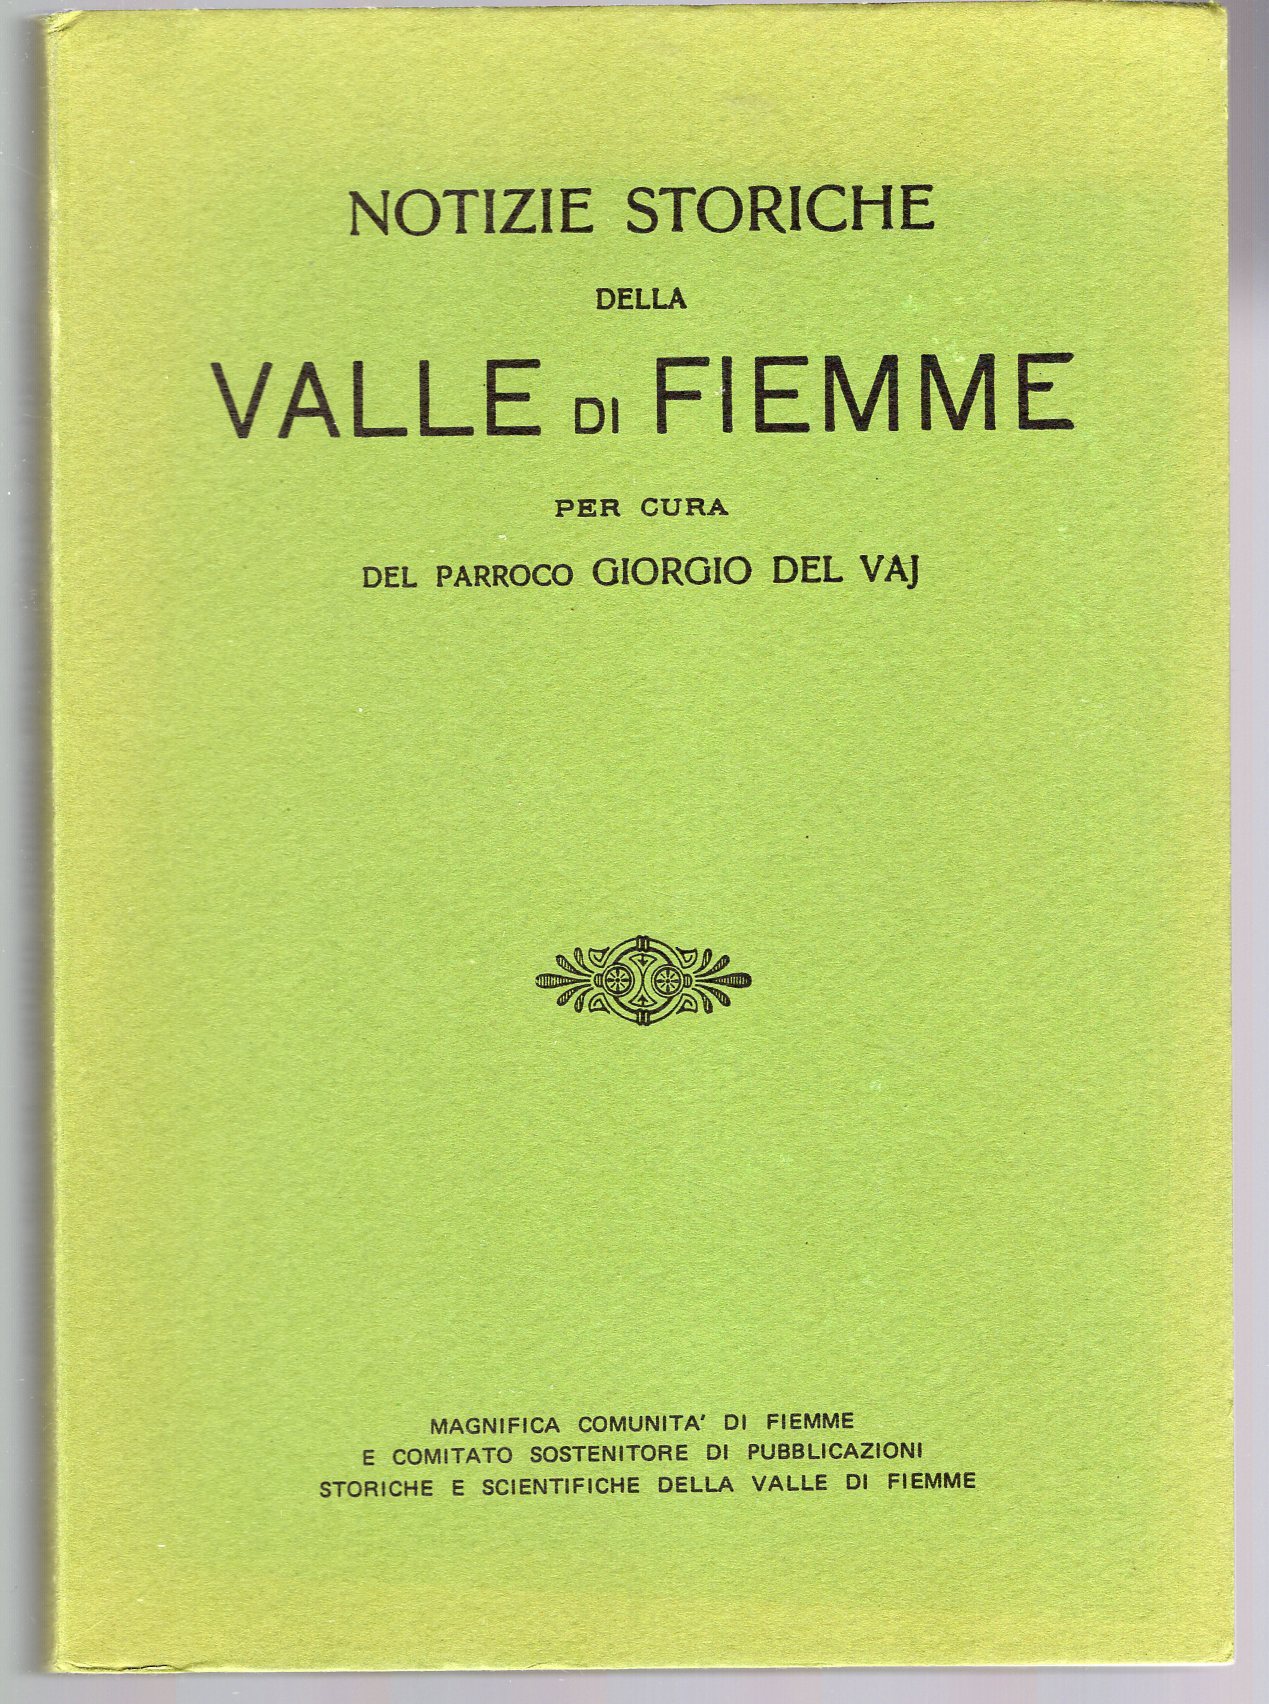 NOTIZIE STORICHE
DELLA
VALLE DI FIEMME
PER CURA
DEL PARROCO GIORGIO DEL VAJ
MAGNIFICA COMUNITA' DI FIEMME
E COMITATO SOSTENITORE DI PUBBLICAZIONI
STORICHE E SCIENTIFICHE DELLA VALLE DI FIEMME